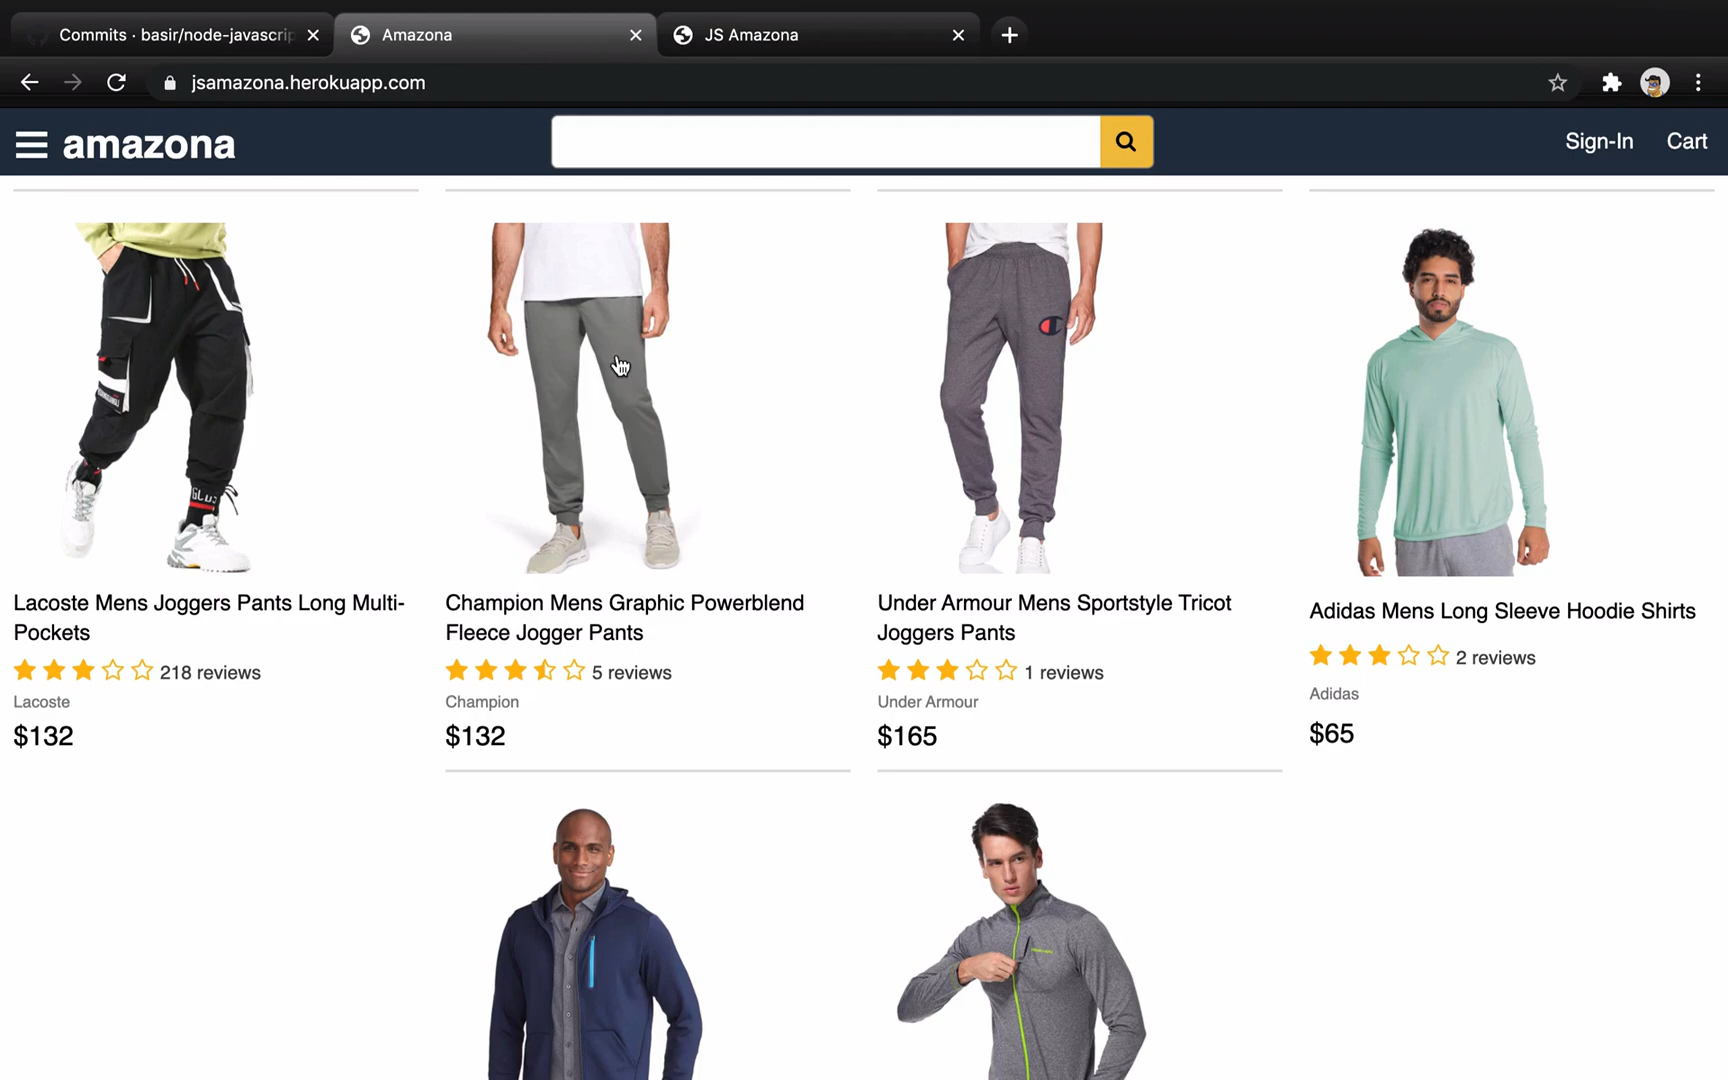 Commits · basir/node-javascrip
Amazona
JS Amazona
jsamazona.herokuapp.com
amazona
Sign-In
Cart
Lacoste Mens Joggers Pants Long Multi-
Pockets
218 reviews
Lacoste
$132
Champion Mens Graphic Powerblend
Fleece Jogger Pants
5 reviews
Champion
$132
Under Armour Mens Sportstyle Tricot
Joggers Pants
1 reviews
Under Armour
$165
Adidas Mens Long Sleeve Hoodie Shirts
2 reviews
Adidas
$65